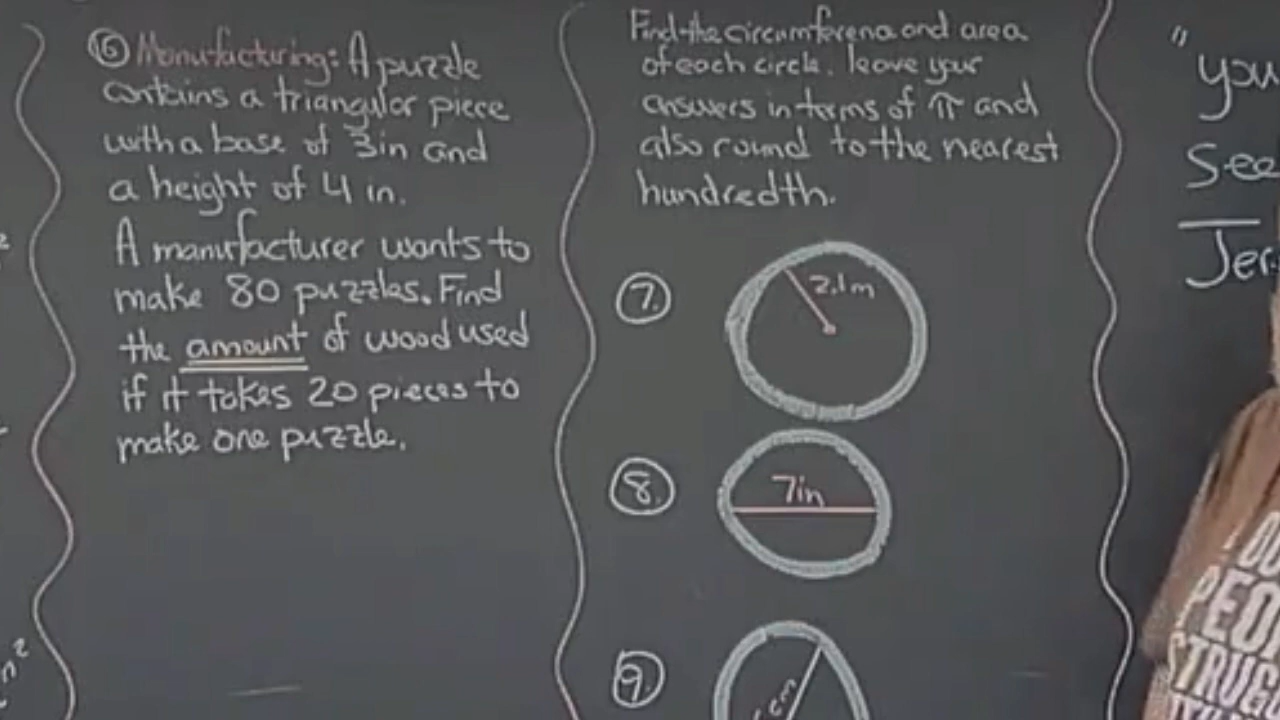 16 Manufacturing: A puzzle
contains a triangular piece
with a base of 3in and
a height of 4 in.
A manufacturer wants to
make 80 puzzles. Find
the amount of wood used
if it takes 20 pieces to
make one puzzle.
Find the circumference and area
of each circle. leave your
answers in terms of π and
also round to the nearest
hundredth.
7. 2.1m
8. 7in
9. cm
"
you
See
Jer
PEO
STRUG